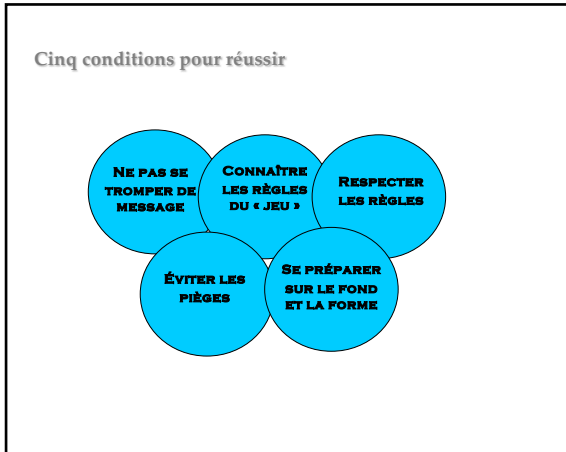 Cinq conditions pour réussir
Ne pas se
tromper de
message
Connaître
les règles
du « jeu »
Respecter
les règles
Éviter les
pièges
Se préparer
sur le fond
et la forme